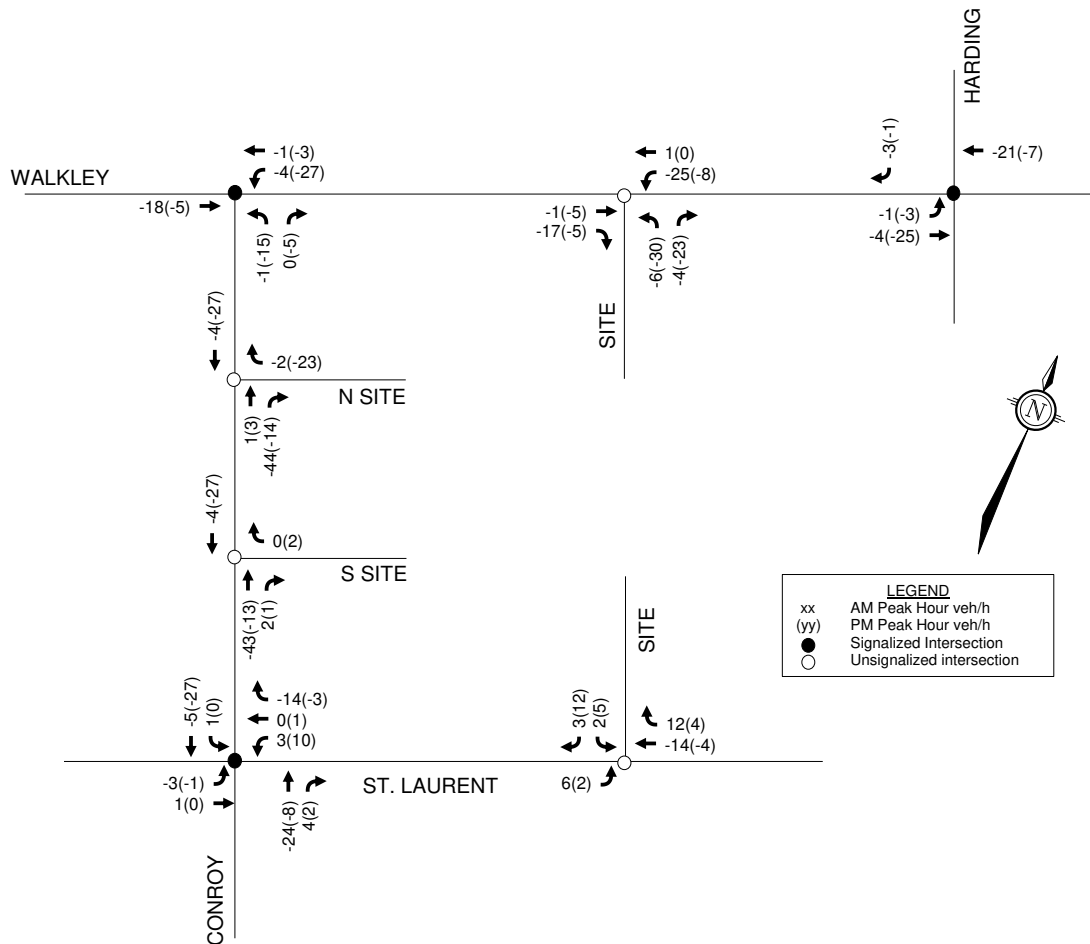 HARDING
-1(-3)
-4(-27)
1(0)
-25(-8)
-3(-1)
-21(-7)
WALKLEY
-18(-5)
-1(-15)
0(-5)
-1(-5)
-17(-5)
-6(-30)
-4(-23)
-1(-3)
-4(-25)
SITE
-4(-27)
-2(-23)
N SITE
1(3)
-44(-14)
N
-4(-27)
0(2)
S SITE
-43(-13)
2(1)
SITE
LEGEND
xx AM Peak Hour veh/h
(yy) PM Peak Hour veh/h
Signalized Intersection
Unsignalized intersection
-5(-27)
1(0)
-14(-3)
0(1)
3(10)
3(12)
2(5)
12(4)
-14(-4)
-3(-1)
1(0)
ST. LAURENT
6(2)
-24(-8)
4(2)
CONROY